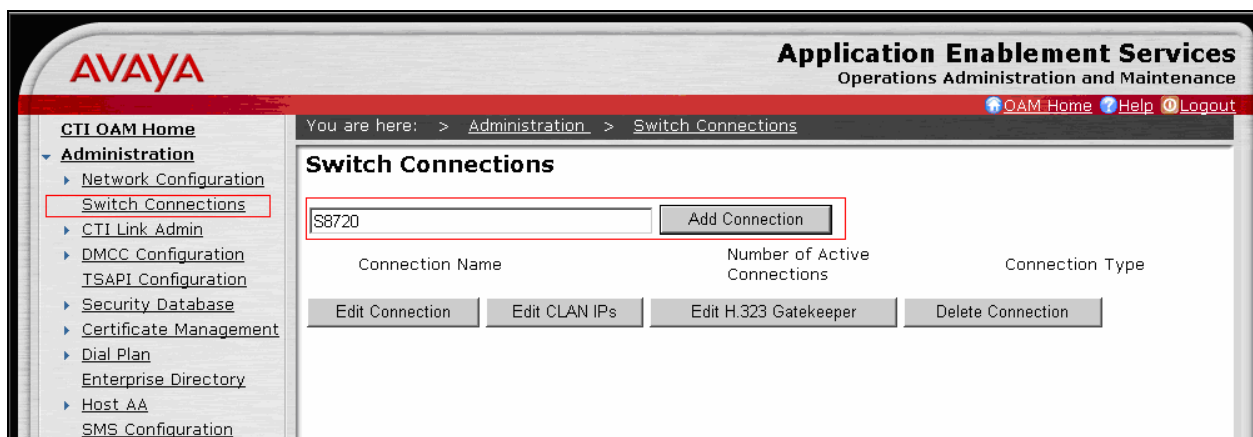 AVAYA
Application Enablement Services
Operations Administration and Maintenance
OAM Home Help Logout
CTI OAM Home
Administration
Network Configuration
Switch Connections
CTI Link Admin
DMCC Configuration
TSAPI Configuration
Security Database
Certificate Management
Dial Plan
Enterprise Directory
Host AA
SMS Configuration
You are here: > Administration > Switch Connections
Switch Connections
S8720 Add Connection
Connection Name Number of Active Connections Connection Type
Edit Connection Edit CLAN IPs Edit H.323 Gatekeeper Delete Connection